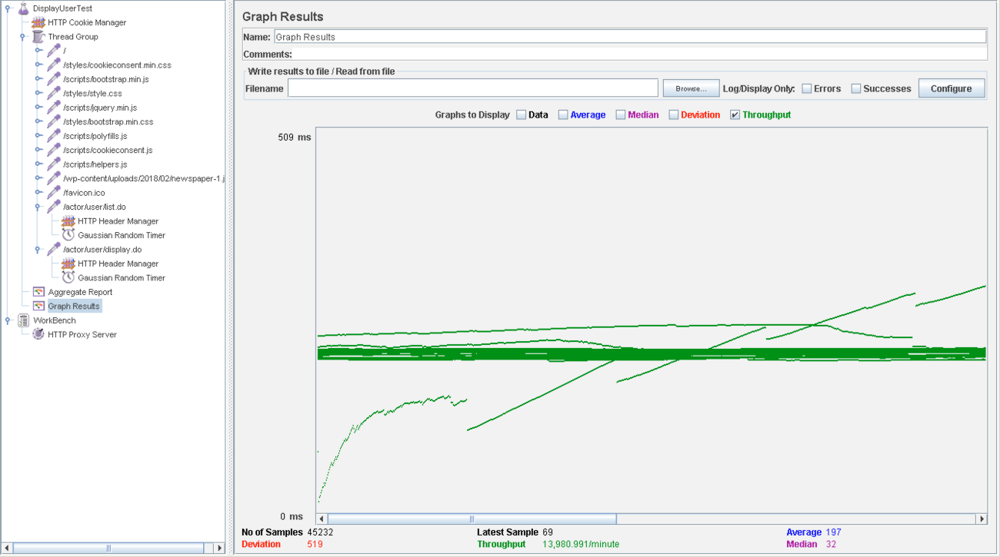 DisplayUserTest
HTTP Cookie Manager
Thread Group
/
/styles/cookieconsent.min.css
/scripts/bootstrap.min.js
/styles/style.css
/scripts/jquery.min.js
/styles/bootstrap.min.css
/scripts/polyfills.js
/scripts/cookieconsent.js
/scripts/helpers.js
/wp-content/uploads/2018/02/newspaper-1.j
/favicon.ico
/actor/user/list.do
HTTP Header Manager
Gaussian Random Timer
/actor/user/display.do
HTTP Header Manager
Gaussian Random Timer
Aggregate Report
Graph Results
WorkBench
HTTP Proxy Server
Graph Results
Name: Graph Results
Comments:
Write results to file / Read from file
Filename Browse... Log/Display Only: Errors Successes Configure
Graphs to Display Data Average Median Deviation Throughput
509 ms
0 ms
No of Samples 45232 Latest Sample 69 Average 197
Deviation 519 Throughput 13,980.991/minute Median 32